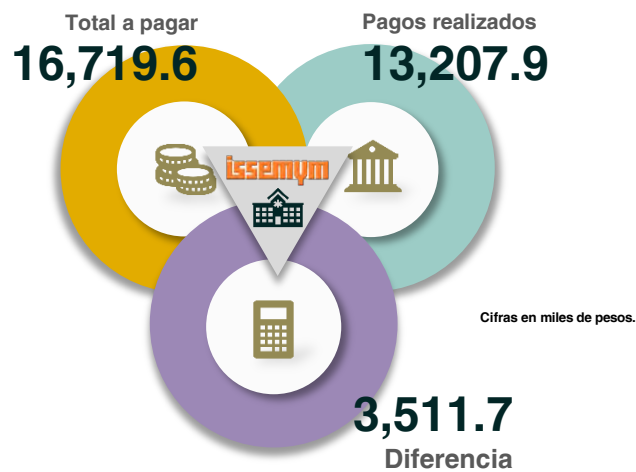 Total a pagar
16,719.6
Pagos realizados
13,207.9
issemym
Cifras en miles de pesos.
3,511.7
Diferencia